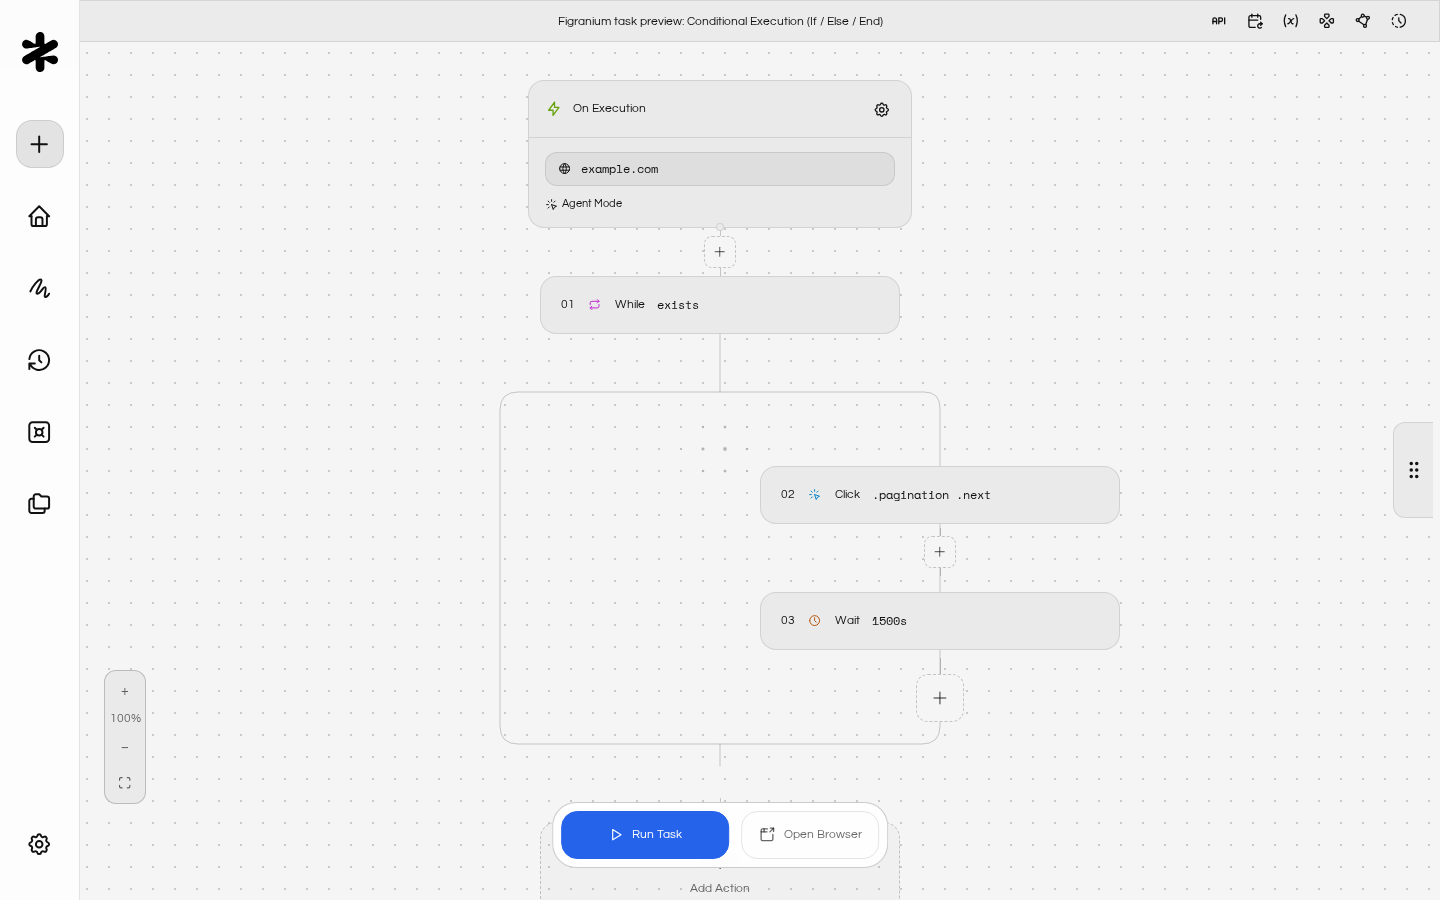 Figranium task preview: Conditional Execution (If / Else / End)
API
(x)
On Execution
example.com
Agent Mode
01 While exists
02 Click .pagination .next
03 Wait 1500s
100%
Run Task
Open Browser
Add Action